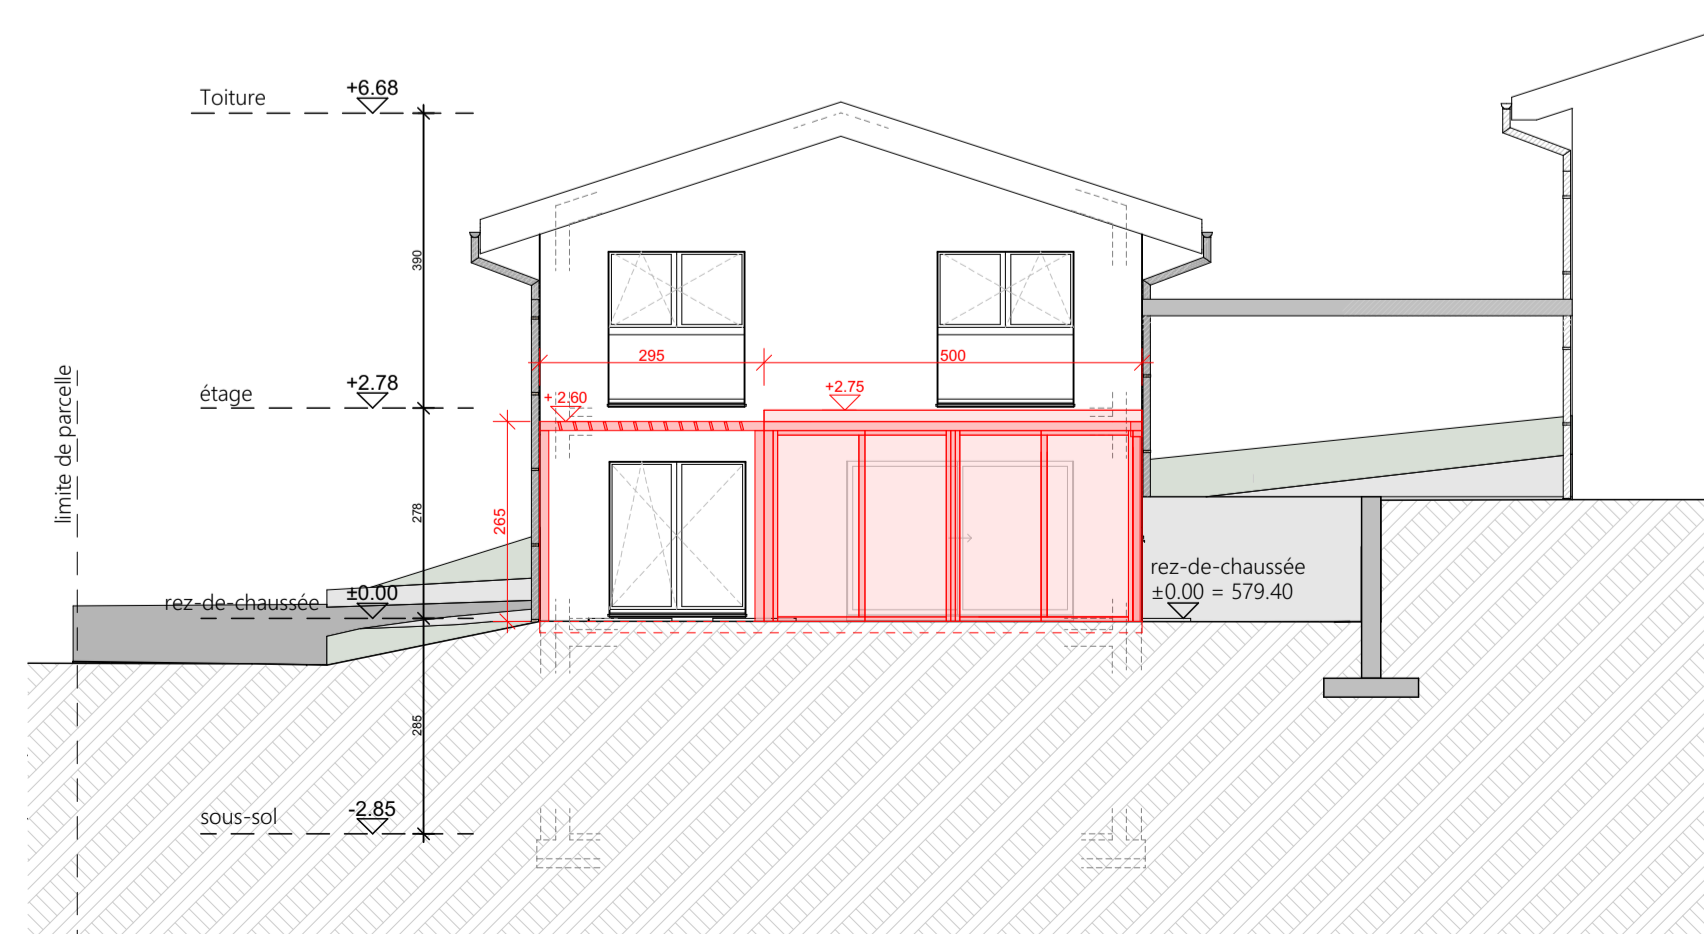 Toiture
+6.68
390
295
500
étage
+2.78
+ 2.60
+2.75
limite de parcelle
278
265
rez-de-chaussée
±0.00
rez-de-chaussée
±0.00 = 579.40
285
sous-sol
-2.85